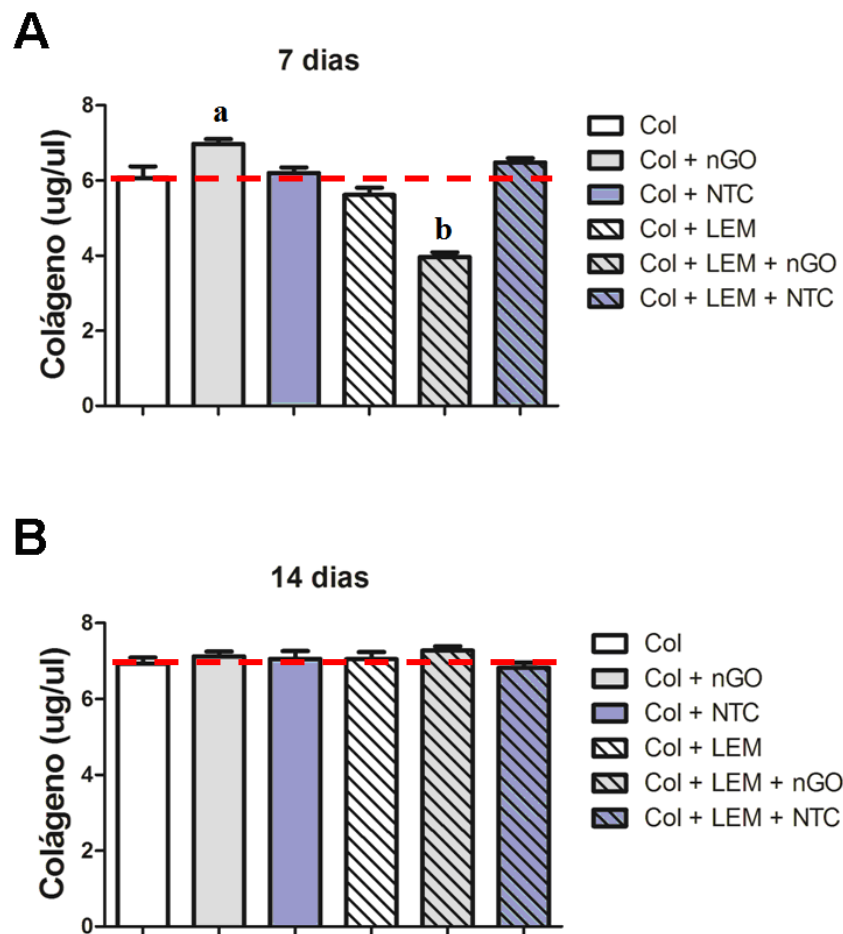 A
7 dias
Colágeno (ug/ul)
8
6
4
2
0
a
b
Col
Col + nGO
Col + NTC
Col + LEM
Col + LEM + nGO
Col + LEM + NTC
B
14 dias
Colágeno (ug/ul)
8
6
4
2
0
Col
Col + nGO
Col + NTC
Col + LEM
Col + LEM + nGO
Col + LEM + NTC